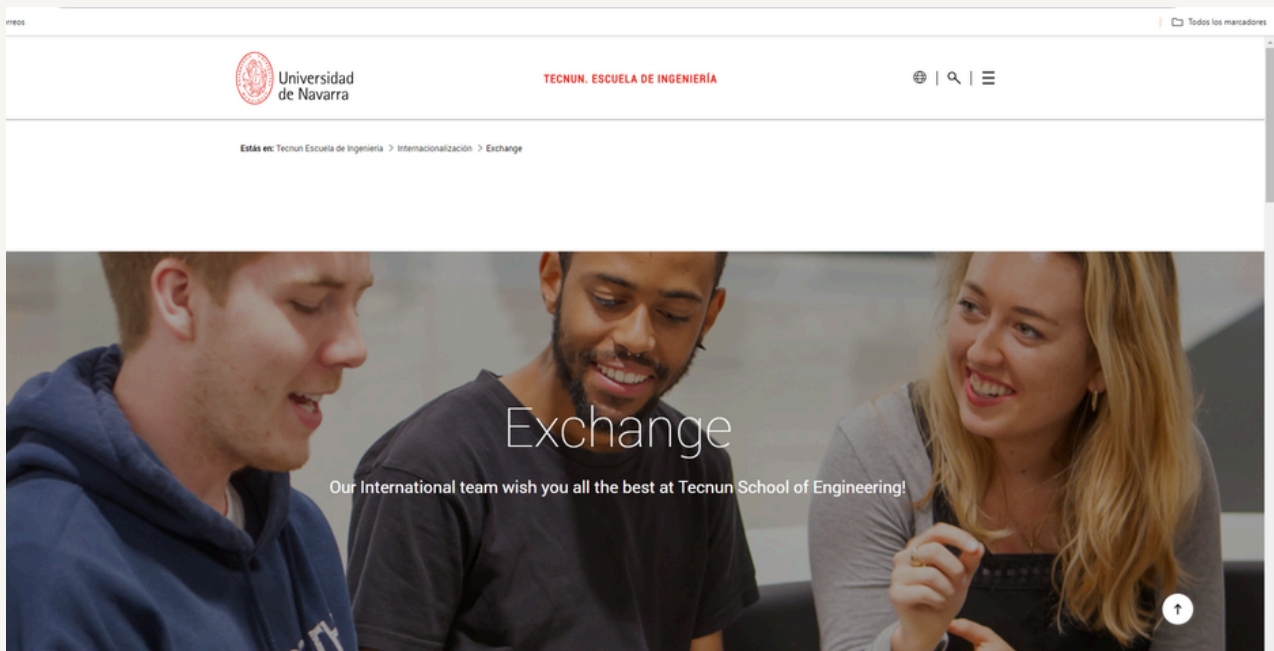 Todos los marcadores
Universidad
de Navarra
TECNUN. ESCUELA DE INGENIERÍA
Estás en: Tecnun Escuela de Ingeniería > Internacionalización > Exchange
Exchange
Our International team wish you all the best at Tecnun School of Engineering!